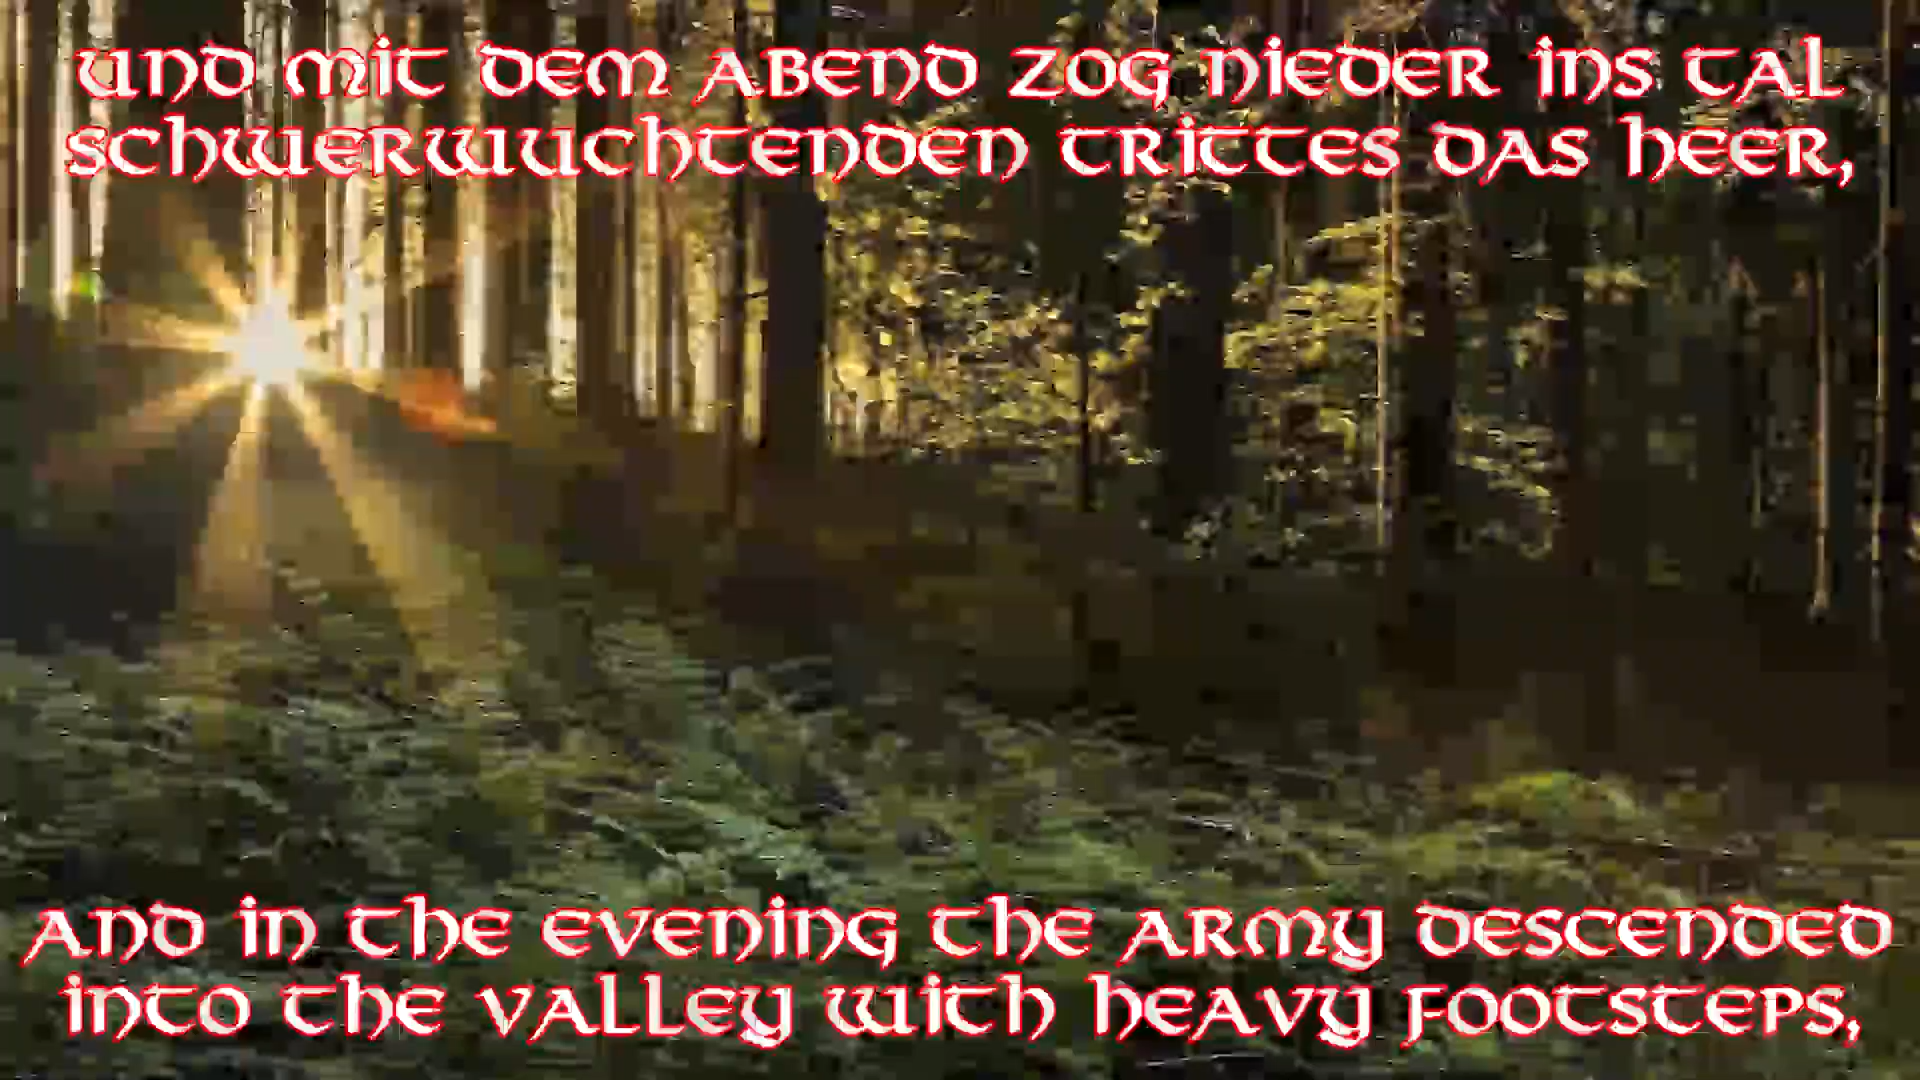 und mit dem Abend zog nieder ins Tal
schwerwuchtenden Trittes das Heer,
and in the evening the army descended
into the valley with heavy footsteps,